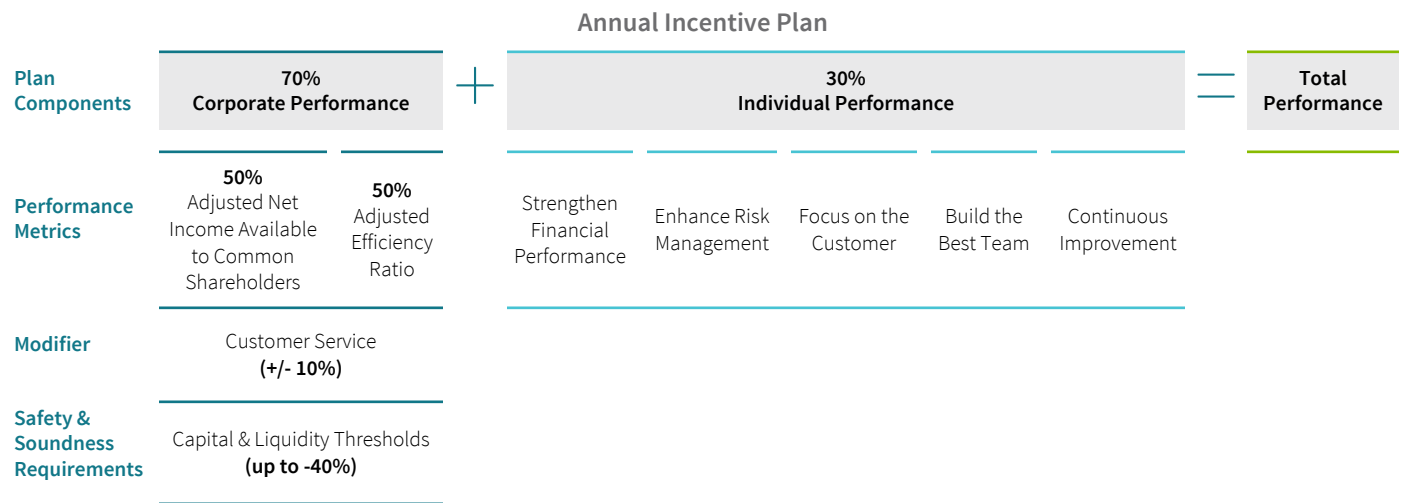 Annual Incentive Plan
Plan
Components
70%
Corporate Performance
+
30%
Individual Performance
=
Total
Performance
Performance
Metrics
50%
Adjusted Net
Income Available
to Common
Shareholders
50%
Adjusted
Efficiency
Ratio
Strengthen
Financial
Performance
Enhance Risk
Management
Focus on the
Customer
Build the
Best Team
Continuous
Improvement
Modifier
Customer Service
(+/- 10%)
Safety &
Soundness
Requirements
Capital & Liquidity Thresholds
(up to -40%)